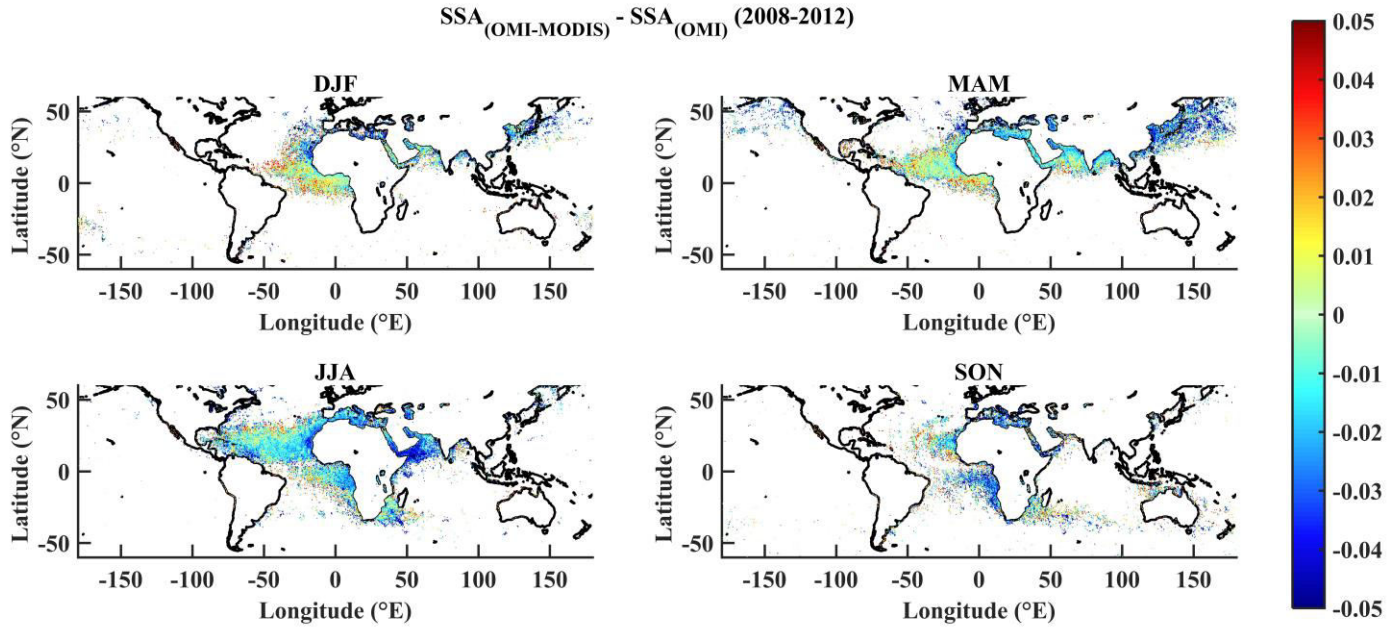 SSA(OMI-MODIS) - SSA(OMI) (2008-2012)
DJF
50
0
-50
Latitude (°N)
-150 -100 -50 0 50 100 150
Longitude (°E)
MAM
50
0
-50
Latitude (°N)
-150 -100 -50 0 50 100 150
Longitude (°E)
JJA
50
0
-50
Latitude (°N)
-150 -100 -50 0 50 100 150
Longitude (°E)
SON
50
0
-50
Latitude (°N)
-150 -100 -50 0 50 100 150
Longitude (°E)
0.05
0.04
0.03
0.02
0.01
0
-0.01
-0.02
-0.03
-0.04
-0.05